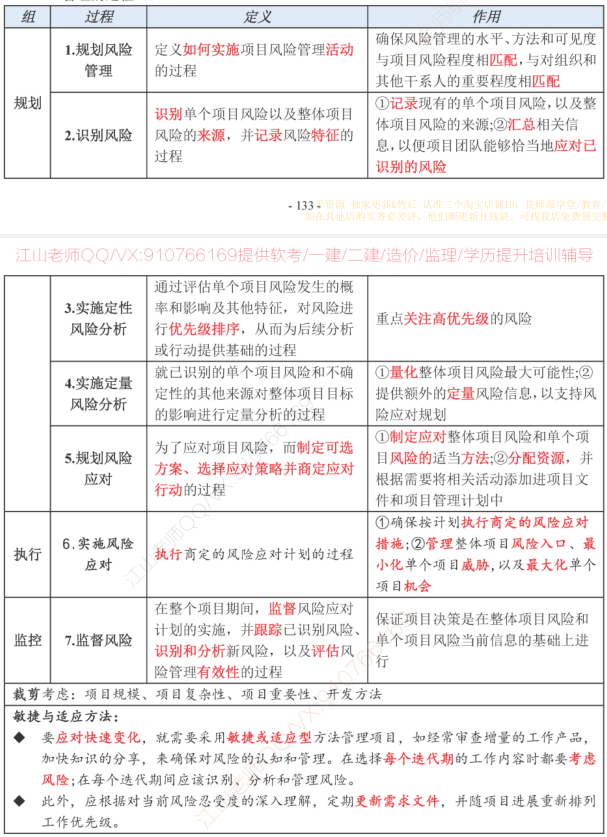 组 过程 定义 作用
规划
1.规划风险
管理
定义如何实施项目风险管理活动
的过程
确保风险管理的水平、方法和可见度
与项目风险程度相匹配,与对组织和
其他干系人的重要程度相匹配
2.识别风险
识别单个项目风险以及整体项目
风险的来源，并记录风险特征的
过程
①记录现有的单个项目风险,以及整
体项目风险的来源;②汇总相关信
息,以便项目团队能够恰当地应对已
识别的风险
- 133 -
江山老师QQ/VX:910766169提供软考/一建/二建/造价/监理/学历提升培训辅导
3.实施定性
风险分析
通过评估单个项目风险发生的概
率和影响及其他特征，对风险进
行优先级排序，从而为后续分析
或行动提供基础的过程
重点关注高优先级的风险
4.实施定量
风险分析
就已识别的单个项目风险和不确
定性的其他来源对整体项目目标
的影响进行定量分析的过程
①量化整体项目风险最大可能性;②
提供额外的定量风险信息,以支持风
险应对规划
5.规划风险
应对
为了应对项目风险，而制定可选
方案、选择应对策略并商定应对
行动的过程
①制定应对整体项目风险和单个项
目风险的适当方法;②分配资源，并
根据需要将相关活动添加进项目文
件和项目管理计划中
执行
6.实施风险
应对
执行商定的风险应对计划的过程
①确保按计划执行商定的风险应对
措施;②管理整体项目风险入口、最
小化单个项目威胁,以及最大化单个
项目机会
监控
7.监督风险
在整个项目期间，监督风险应对
计划的实施，并跟踪已识别风险、
识别和分析新风险，以及评估风
险管理有效性的过程
保证项目决策是在整体项目风险和
单个项目风险当前信息的基础上进
行
裁剪考虑：项目规模、项目复杂性、项目重要性、开发方法
敏捷与适应方法：
◆ 要应对快速变化，就需要采用敏捷或适应型方法管理项目，如经常审查增量的工作产品，
加快知识的分享，来确保对风险的认知和管理。在选择每个迭代期的工作内容时都要考虑
风险;在每个迭代期间应该识别、分析和管理风险。
◆ 此外，应根据对当前风险忍受度的深入理解，定期更新需求文件，并随项目进展重新排列
工作优先级。